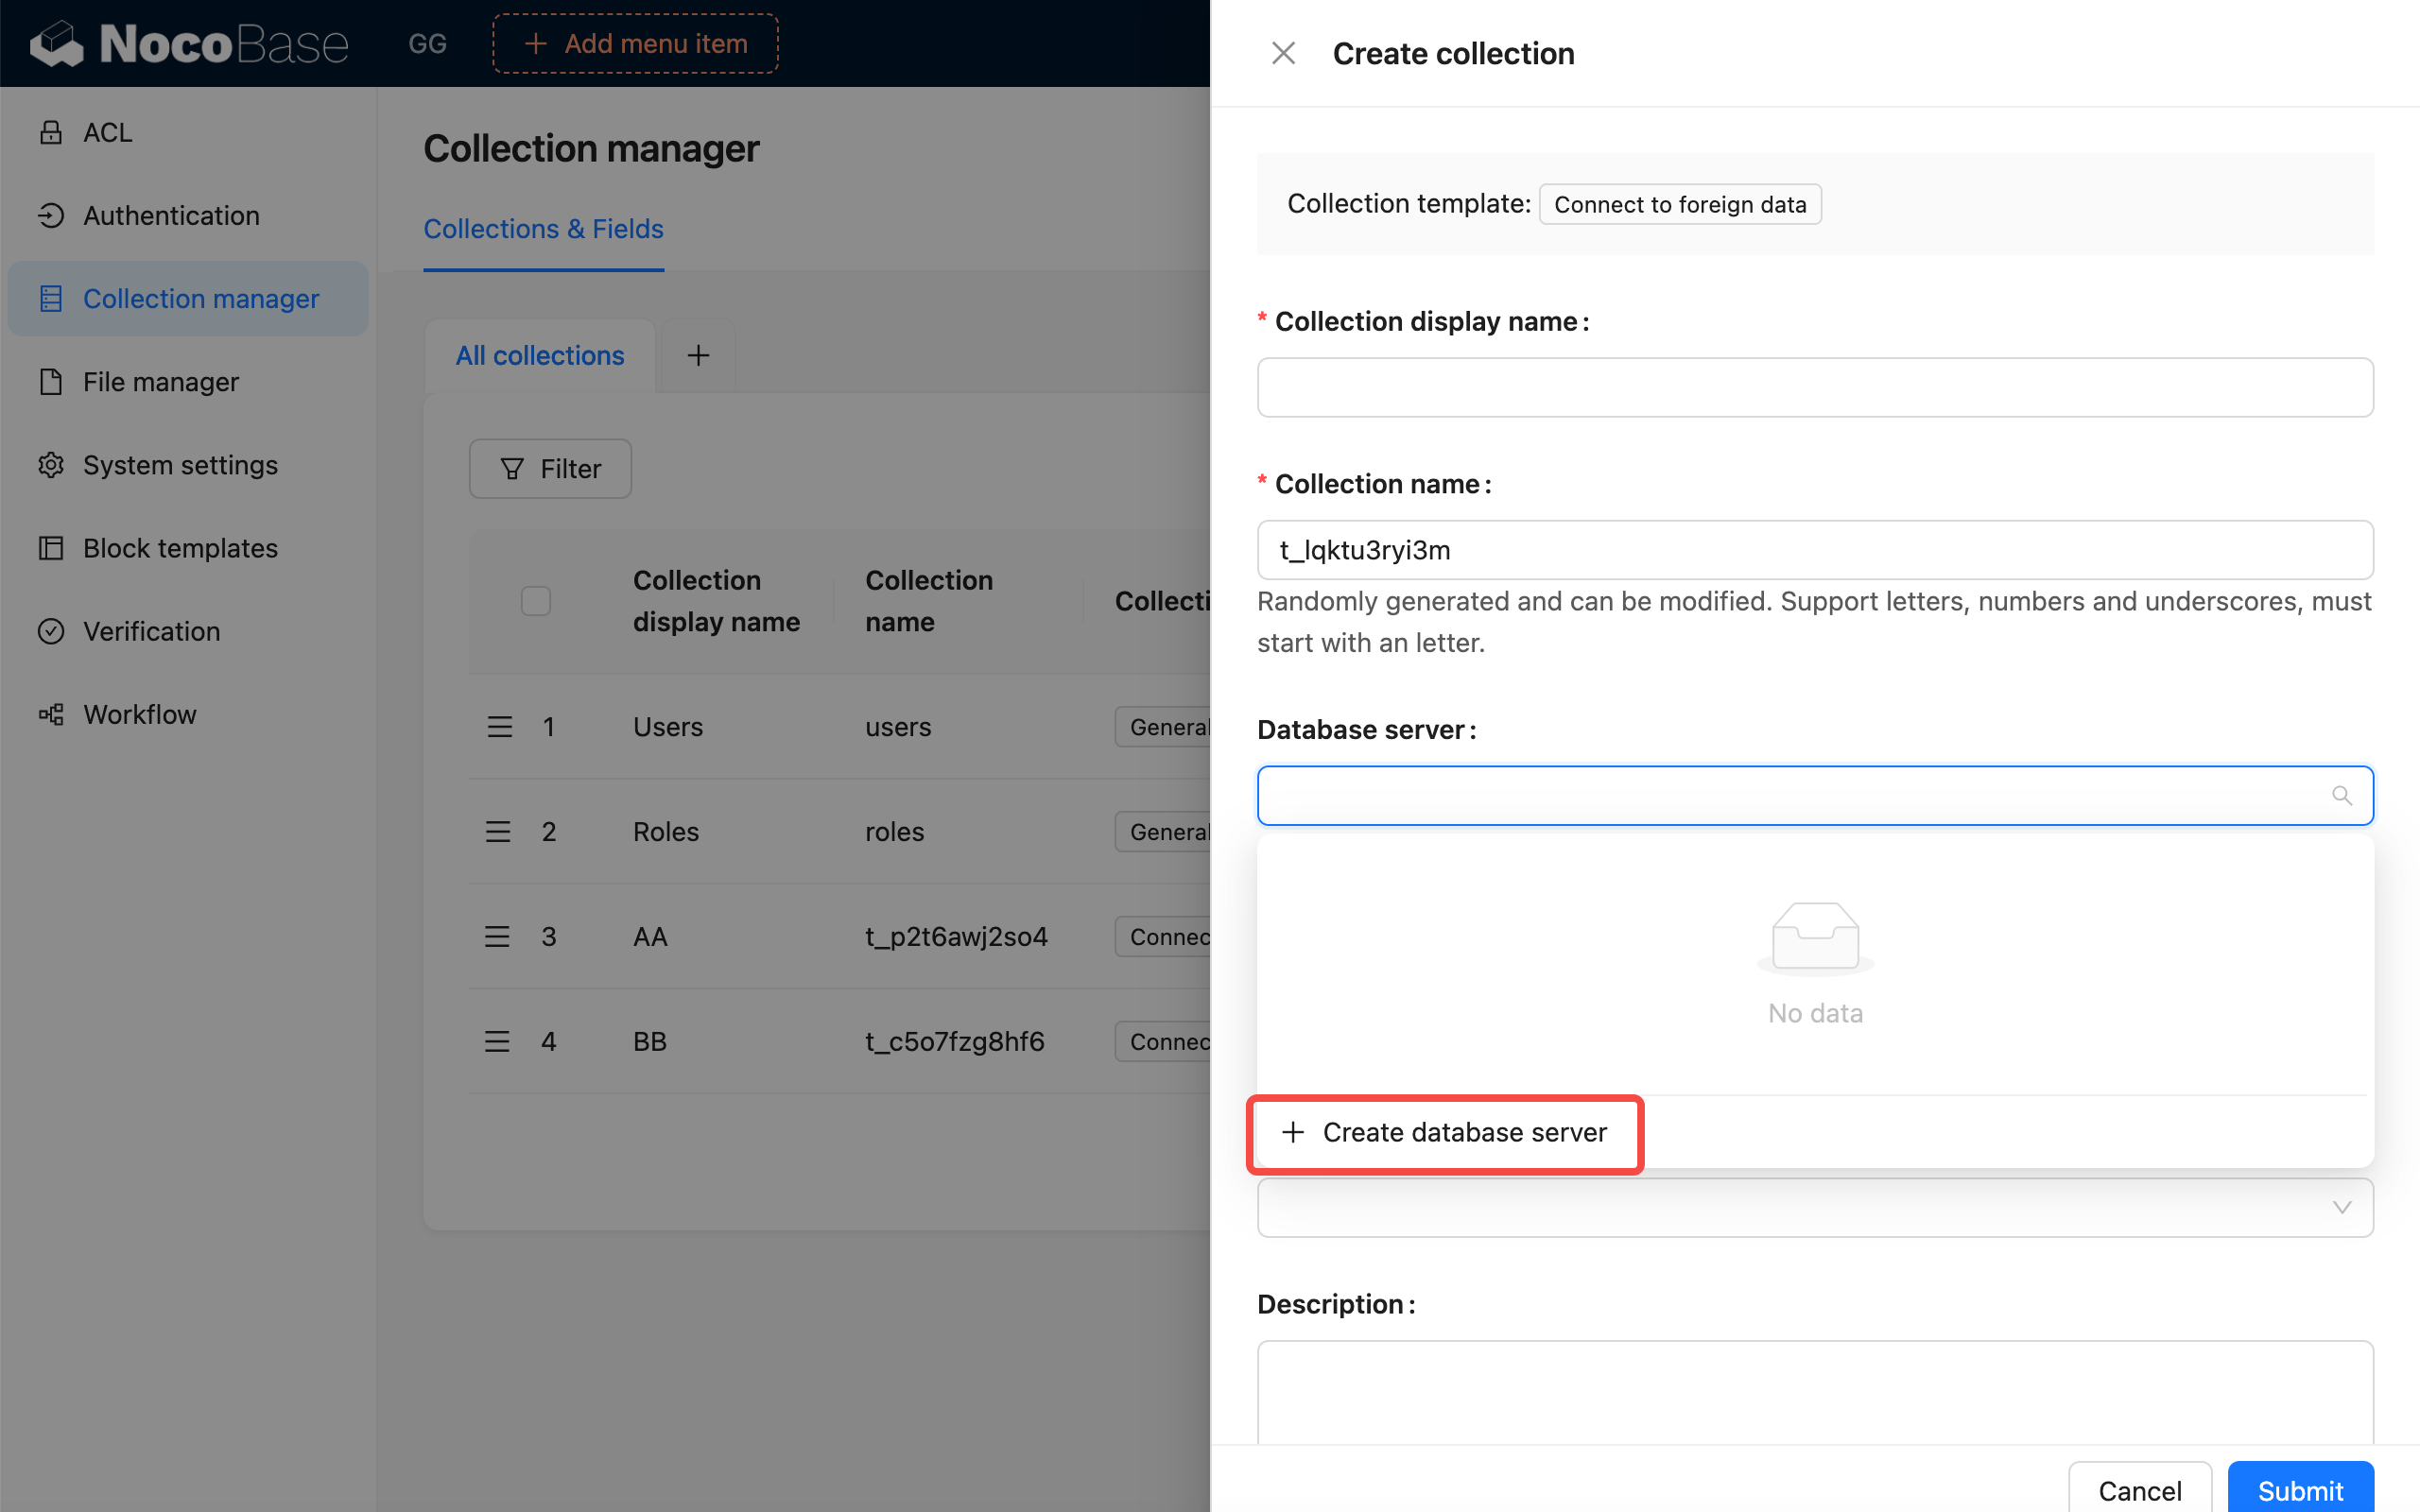 NocoBase
GG
+ Add menu item
ACL
Authentication
Collection manager
File manager
System settings
Block templates
Verification
Workflow
Collection manager
Collections & Fields
All collections
+
Filter
Collection display name
Collection name
Collecti
1 Users users General
2 Roles roles General
3 AA t_p2t6awj2so4 Connec
4 BB t_c5o7fzg8hf6 Connec
Create collection
Collection template: Connect to foreign data
* Collection display name:
* Collection name:
t_lqktu3ryi3m
Randomly generated and can be modified. Support letters, numbers and underscores, must
start with an letter.
Database server:
No data
+ Create database server
Description:
Cancel
Submit